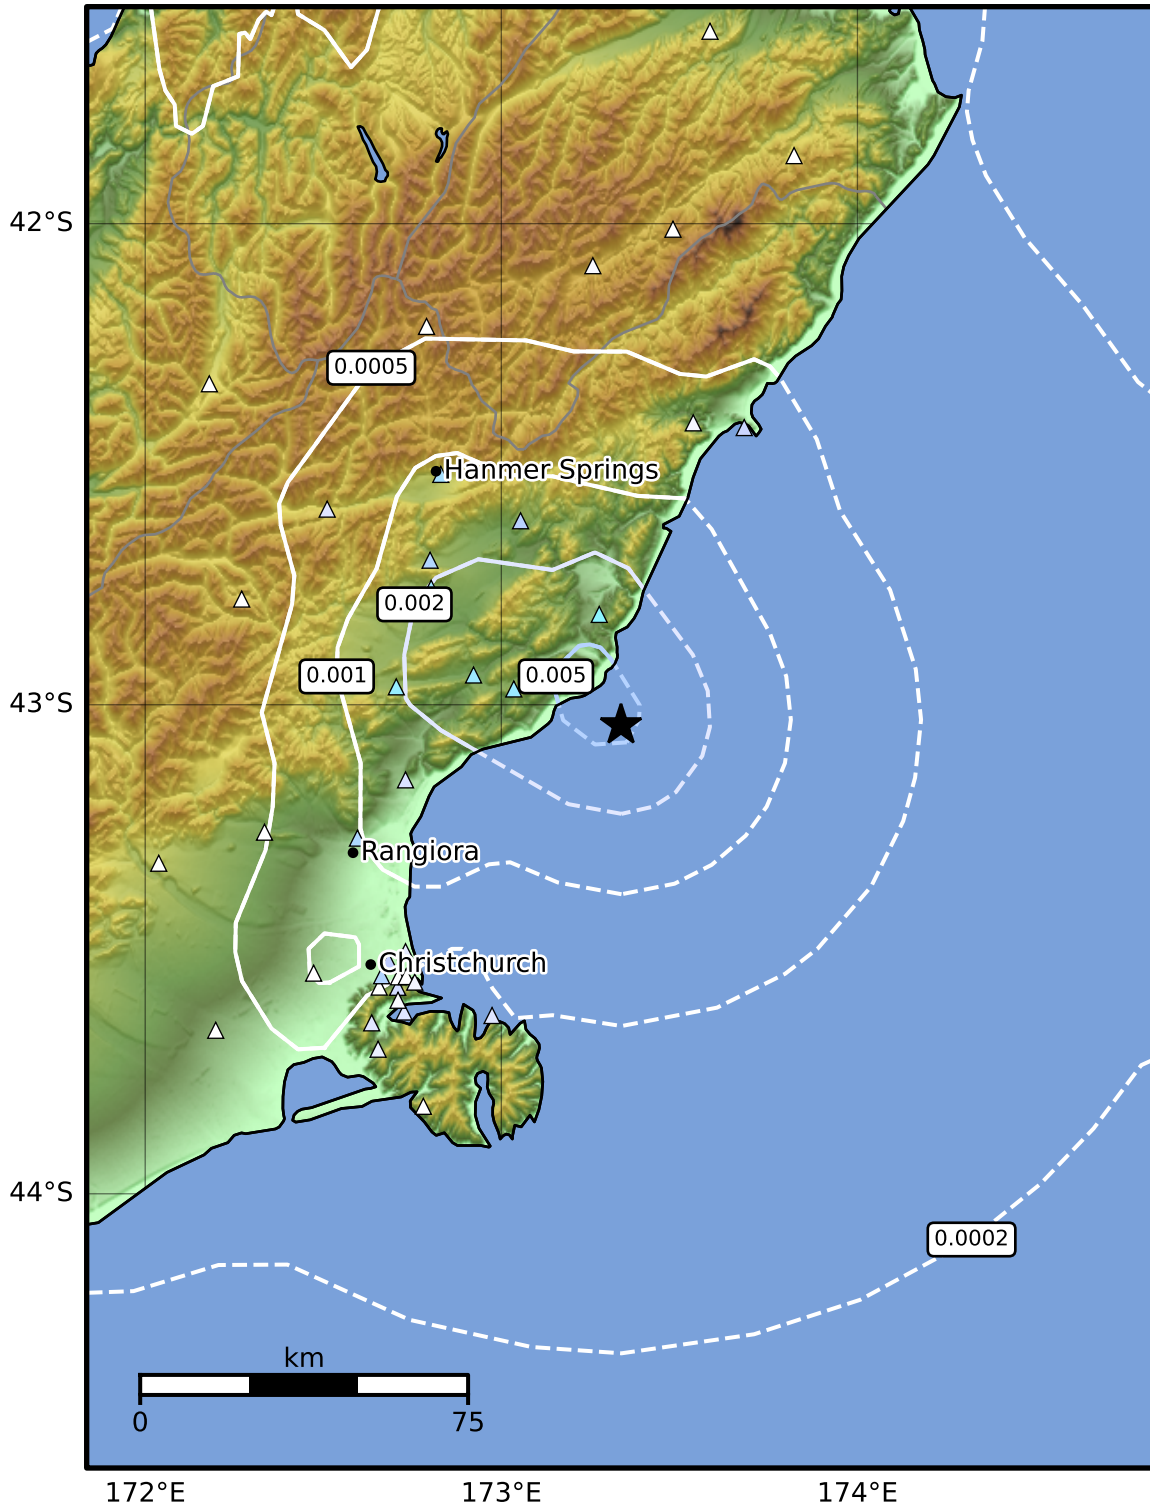 42°S
0.0005
Hanmer Springs
0.002
0.001
0.005
43°S
Rangiora
Christchurch
44°S
0.0002
km
0
75
172°E
173°E
174°E